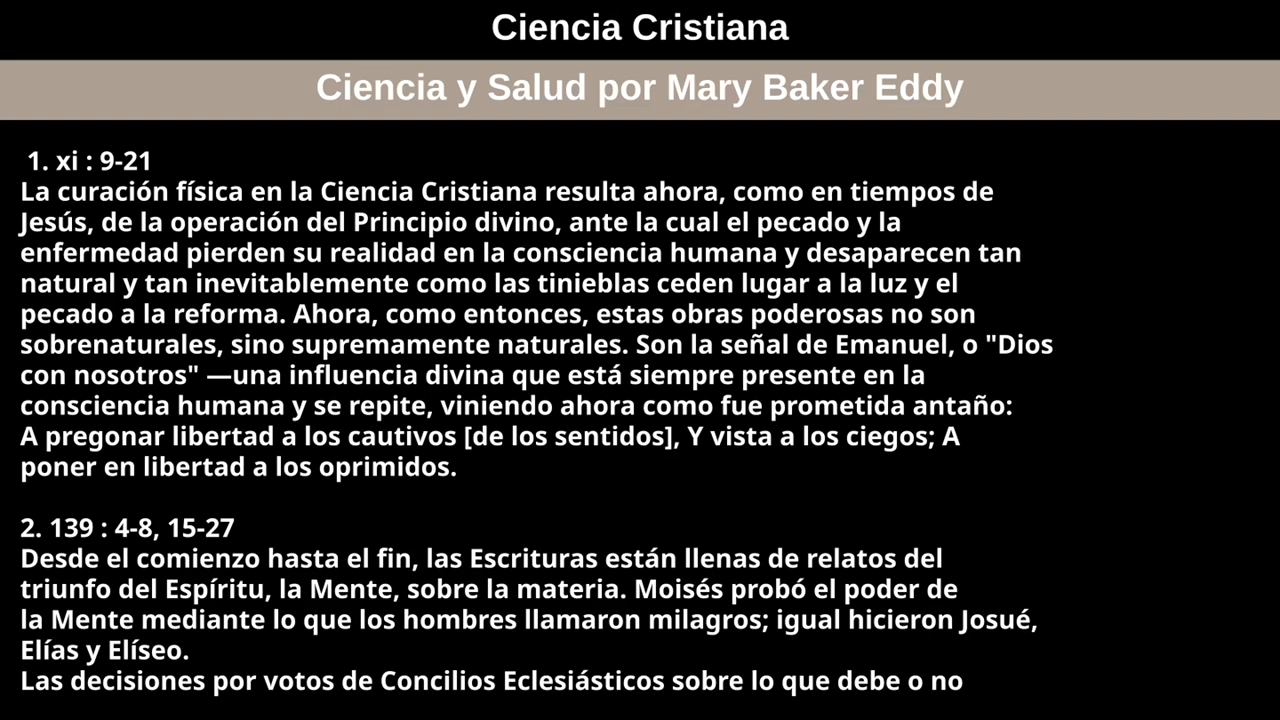 Ciencia Cristiana
Ciencia y Salud por Mary Baker Eddy
1. xi : 9-21
La curación física en la Ciencia Cristiana resulta ahora, como en tiempos de
Jesús, de la operación del Principio divino, ante la cual el pecado y la
enfermedad pierden su realidad en la consciencia humana y desaparecen tan
natural y tan inevitablemente como las tinieblas ceden lugar a la luz y el
pecado a la reforma. Ahora, como entonces, estas obras poderosas no son
sobrenaturales, sino supremamente naturales. Son la señal de Emanuel, o "Dios
con nosotros" —una influencia divina que está siempre presente en la
consciencia humana y se repite, viniendo ahora como fue prometida antaño:
A pregonar libertad a los cautivos [de los sentidos], Y vista a los ciegos; A
poner en libertad a los oprimidos.
2. 139 : 4-8, 15-27
Desde el comienzo hasta el fin, las Escrituras están llenas de relatos del
triunfo del Espíritu, la Mente, sobre la materia. Moisés probó el poder de
la Mente mediante lo que los hombres llamaron milagros; igual hicieron Josué,
Elías y Elíseo.
Las decisiones por votos de Concilios Eclesiásticos sobre lo que debe o no